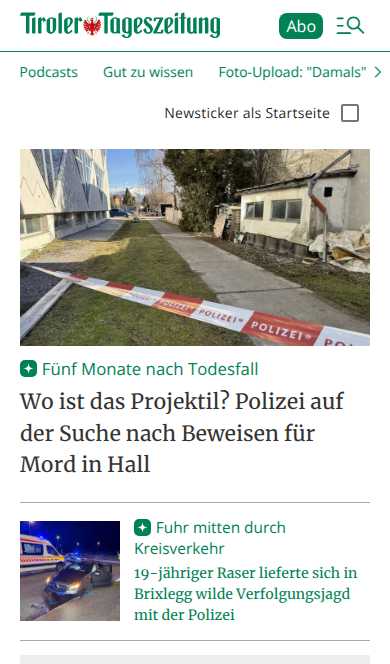 Tiroler Tageszeitung
Abo
Podcasts Gut zu wissen Foto-Upload: "Damals"
Newsticker als Startseite
POLIZEI POLIZEI POLIZEI
Fünf Monate nach Todesfall
Wo ist das Projektil? Polizei auf
der Suche nach Beweisen für
Mord in Hall
Fuhr mitten durch
Kreisverkehr
19-jähriger Raser lieferte sich in
Brixlegg wilde Verfolgungsjagd
mit der Polizei